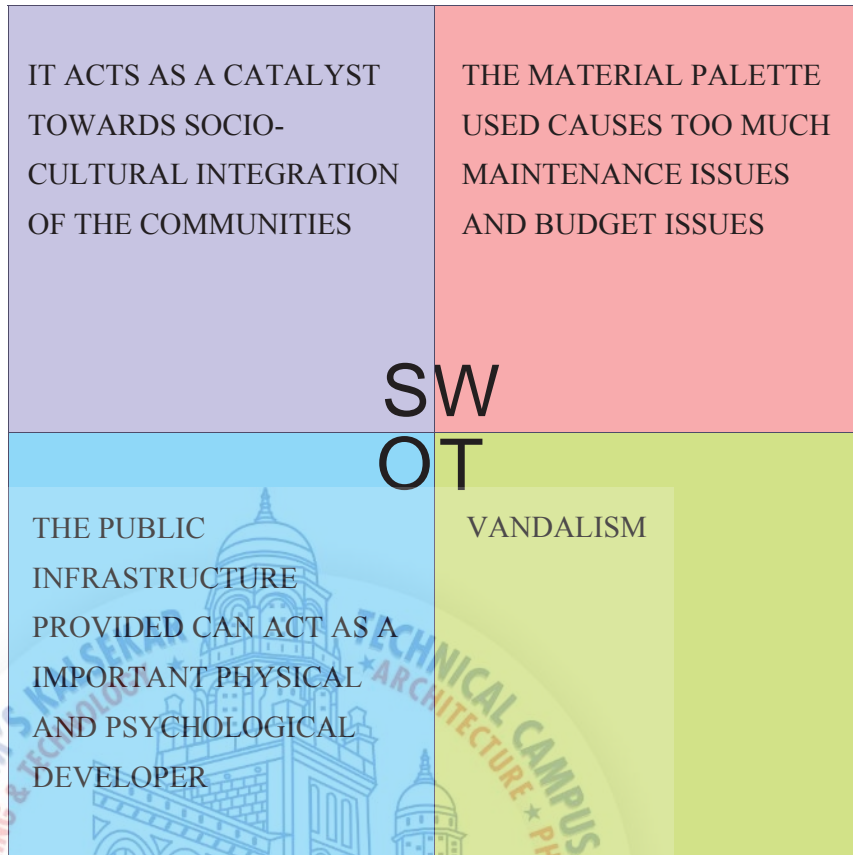 IT ACTS AS A CATALYST
TOWARDS SOCIO-
CULTURAL INTEGRATION
OF THE COMMUNITIES
THE MATERIAL PALETTE
USED CAUSES TOO MUCH
MAINTENANCE ISSUES
AND BUDGET ISSUES
SW
OT
THE PUBLIC
INFRASTRUCTURE
PROVIDED CAN ACT AS A
IMPORTANT PHYSICAL
AND PSYCHOLOGICAL
DEVELOPER
VANDALISM
KALSEKAR TECHNICAL CAMPUS
& TECHNOLOGY ★ ★ ARCHITECTURE ★